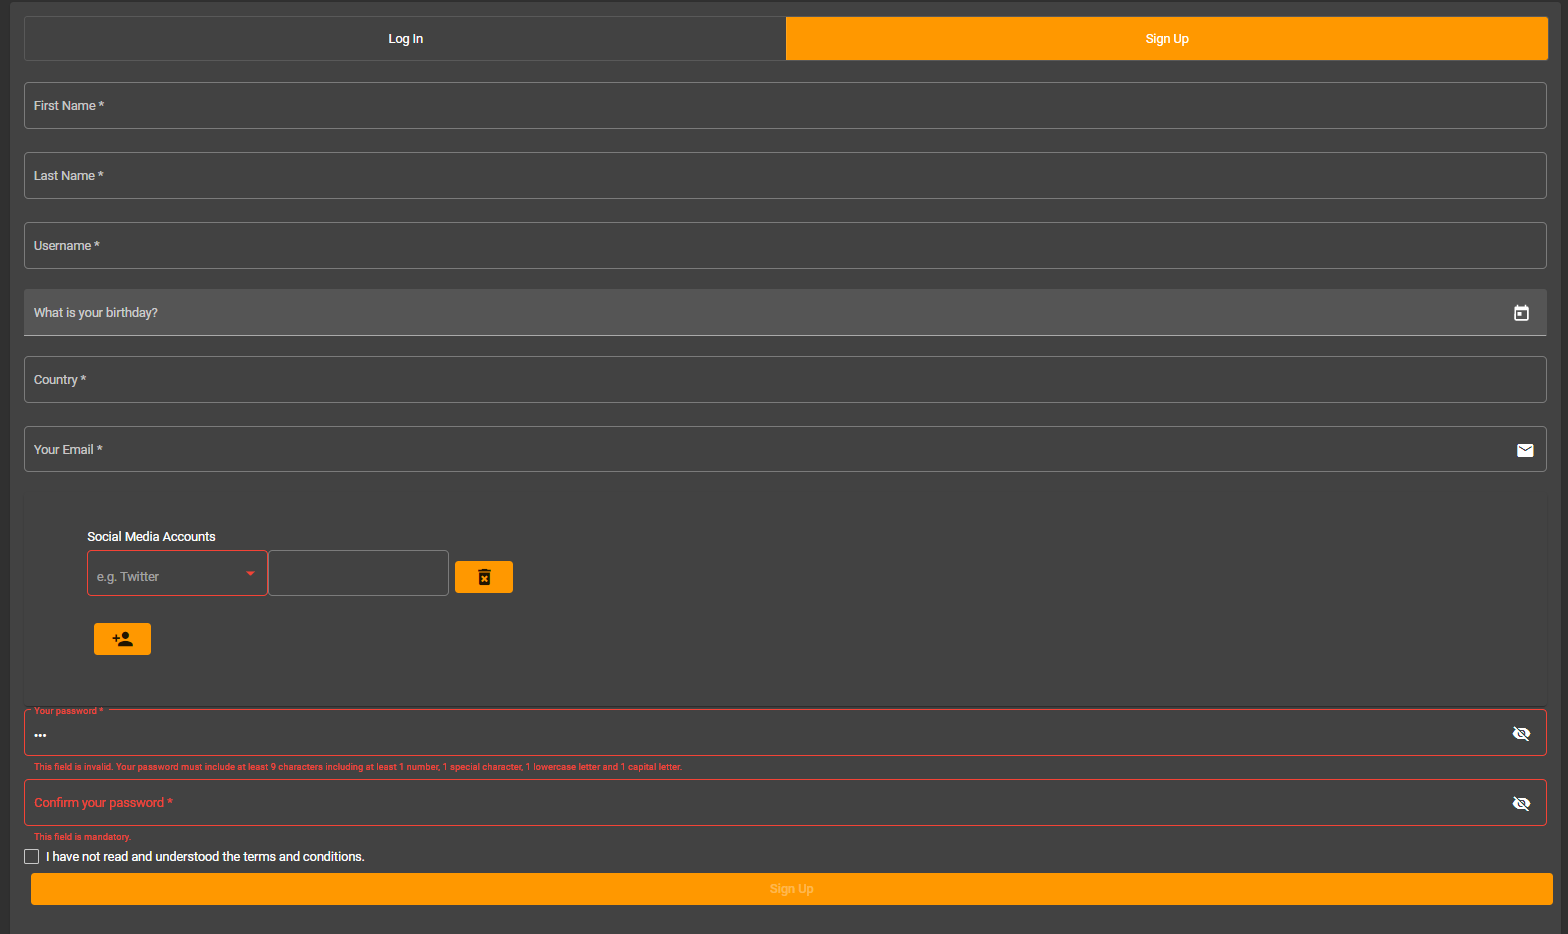 Log In
Sign Up
First Name *
Last Name *
Username *
What is your birthday?
Country *
Your Email *
Social Media Accounts
e.g. Twitter
Your password *
•••
This field is invalid. Your password must include at least 9 characters including at least 1 number, 1 special character, 1 lowercase letter and 1 capital letter.
Confirm your password *
This field is mandatory.
I have not read and understood the terms and conditions.
Sign Up